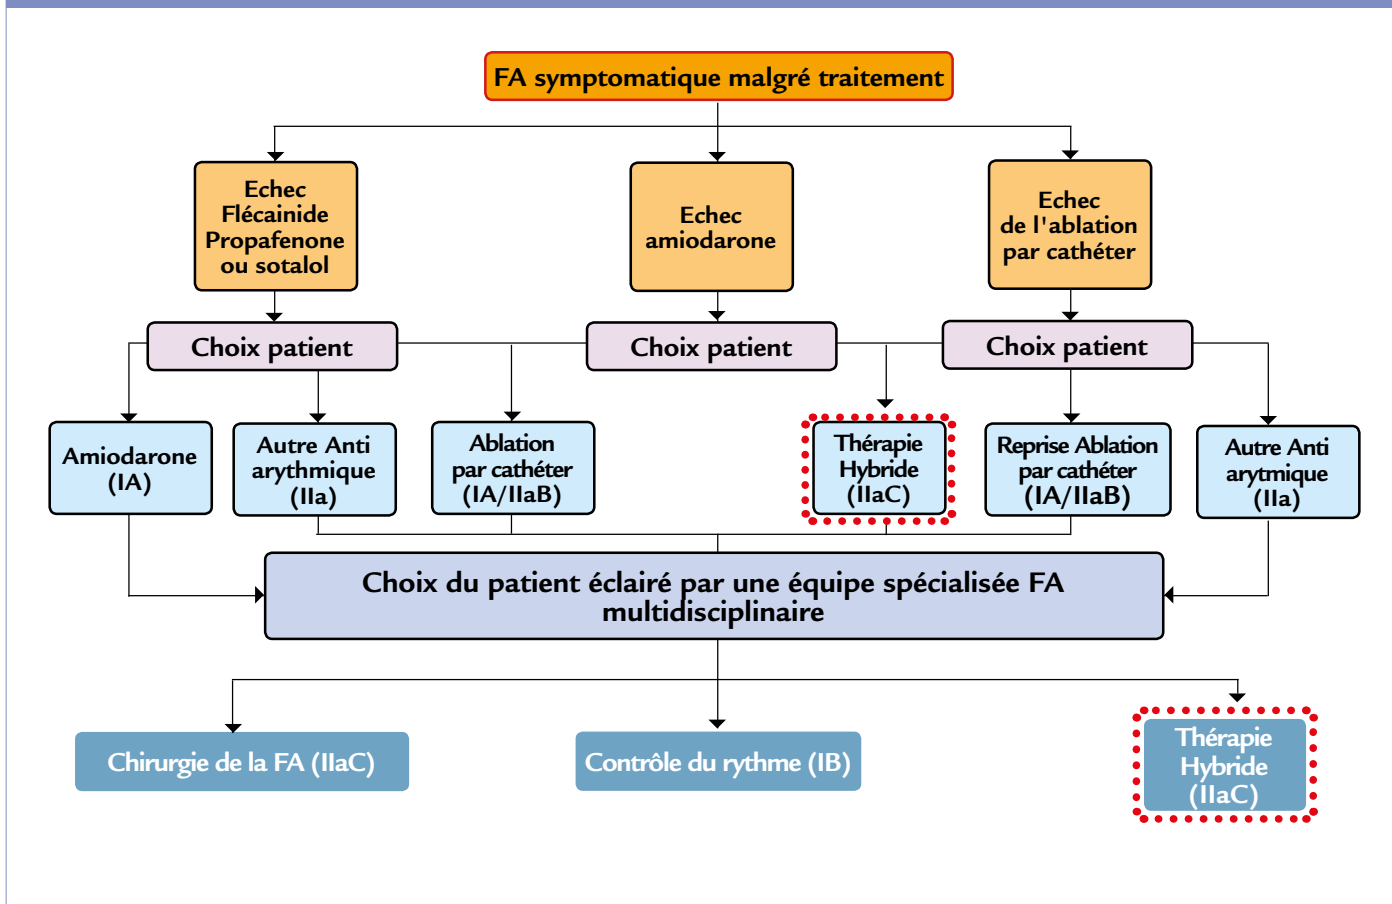 FA symptomatique malgré traitement
Echec
Flécainide
Propafenone
ou sotalol
Echec
amiodarone
Echec
de l'ablation
par cathéter
Choix patient
Choix patient
Choix patient
Amiodarone
(IA)
Autre Anti
arythmique
(IIa)
Ablation
par cathéter
(IA/IIaB)
Thérapie
Hybride
(IIaC)
Reprise Ablation
par cathéter
(IA/IIaB)
Autre Anti
arytmique
(IIa)
Choix du patient éclairé par une équipe spécialisée FA
multidisciplinaire
Chirurgie de la FA (IIaC)
Contrôle du rythme (IB)
Thérapie
Hybride
(IIaC)